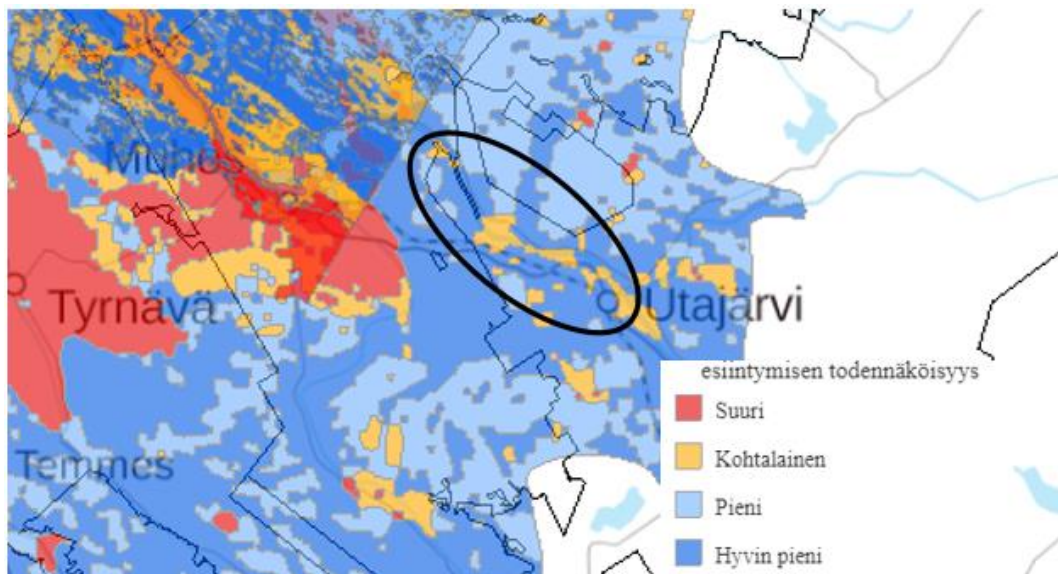 Muhos
Tyrnävä
Utajärvi
Temmes
esiintymisen todennäköisyys
Suuri
Kohtalainen
Pieni
Hyvin pieni